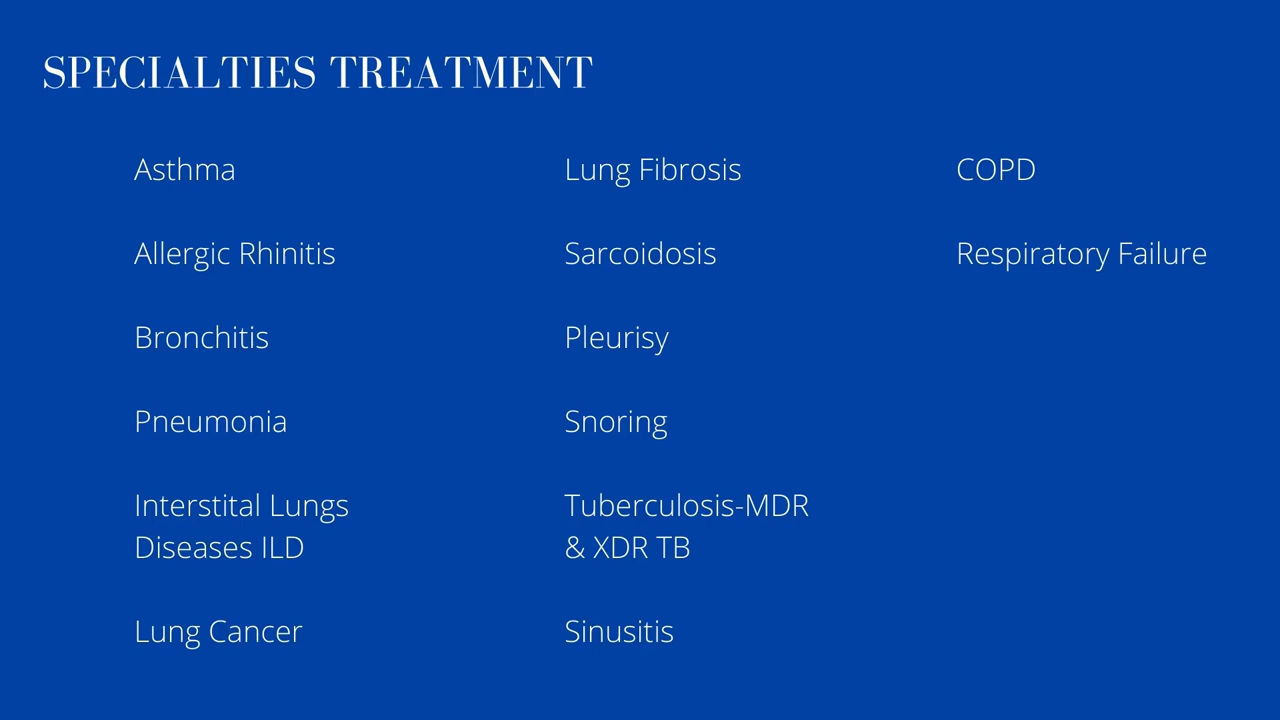 SPECIALTIES TREATMENT
Asthma
Allergic Rhinitis
Bronchitis
Pneumonia
Interstital Lungs
Diseases ILD
Lung Cancer
Lung Fibrosis
Sarcoidosis
Pleurisy
Snoring
Tuberculosis-MDR
& XDR TB
Sinusitis
COPD
Respiratory Failure